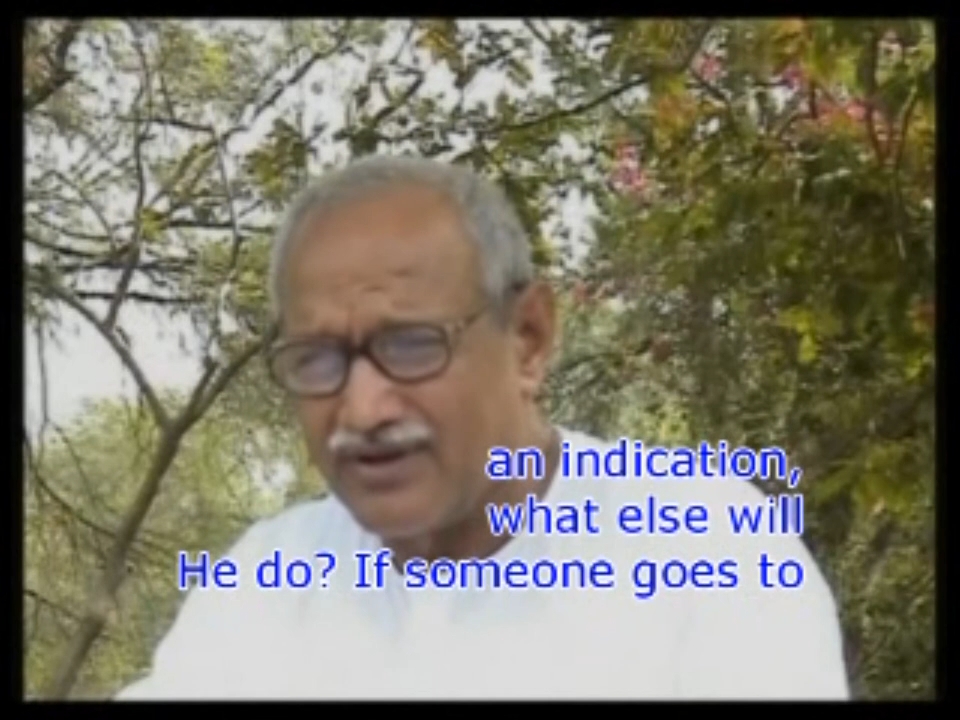 an indication,
what else will
He do? If someone goes to